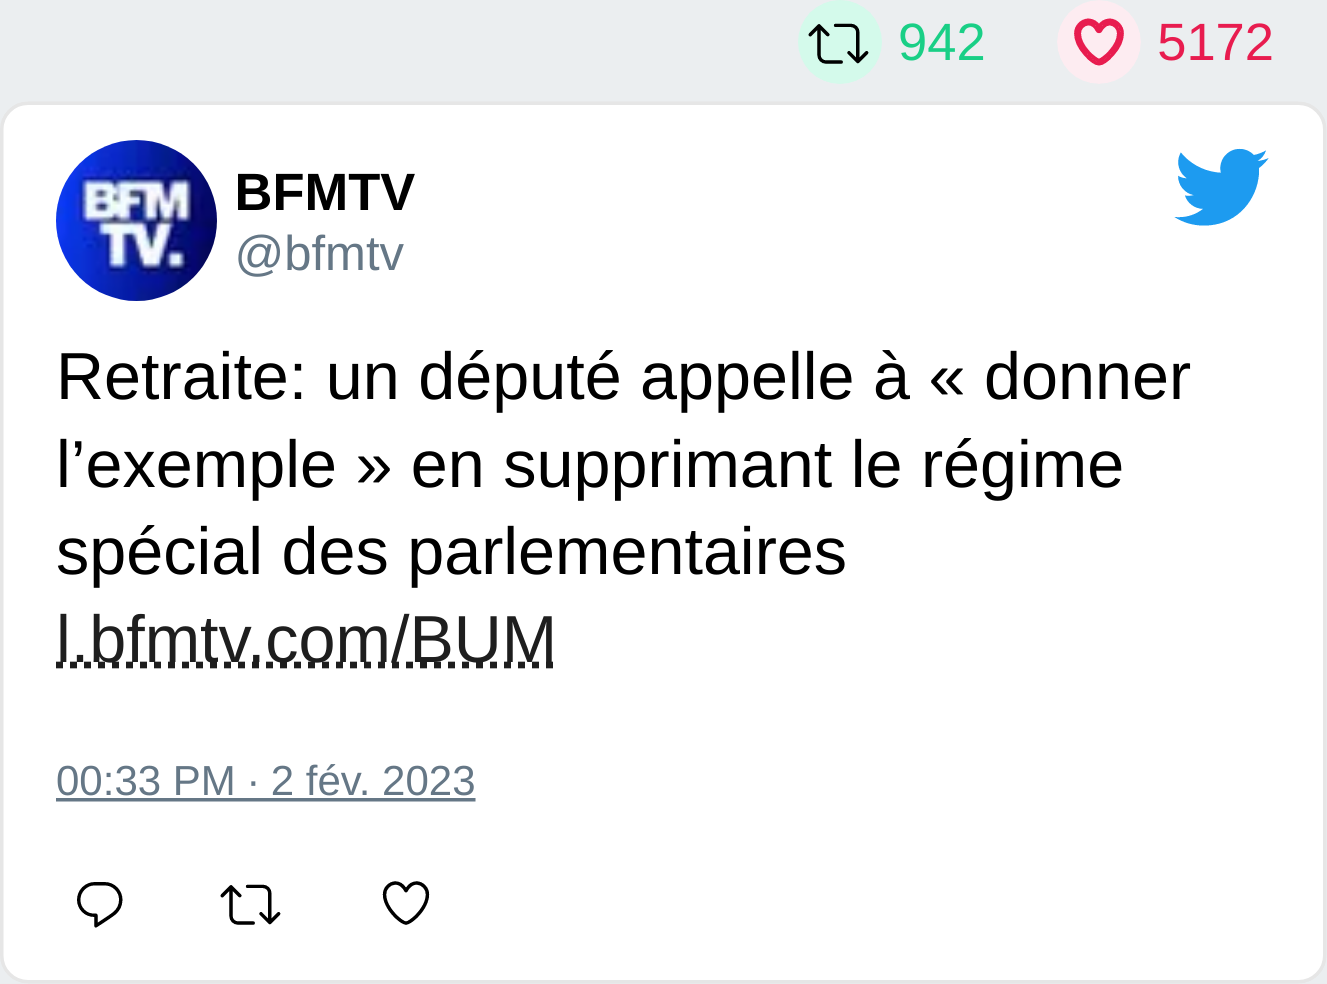 942 5172
BFM
TV.
BFMTV
@bfmtv
Retraite: un député appelle à « donner
l’exemple » en supprimant le régime
spécial des parlementaires
l.bfmtv.com/BUM
00:33 PM · 2 fév. 2023